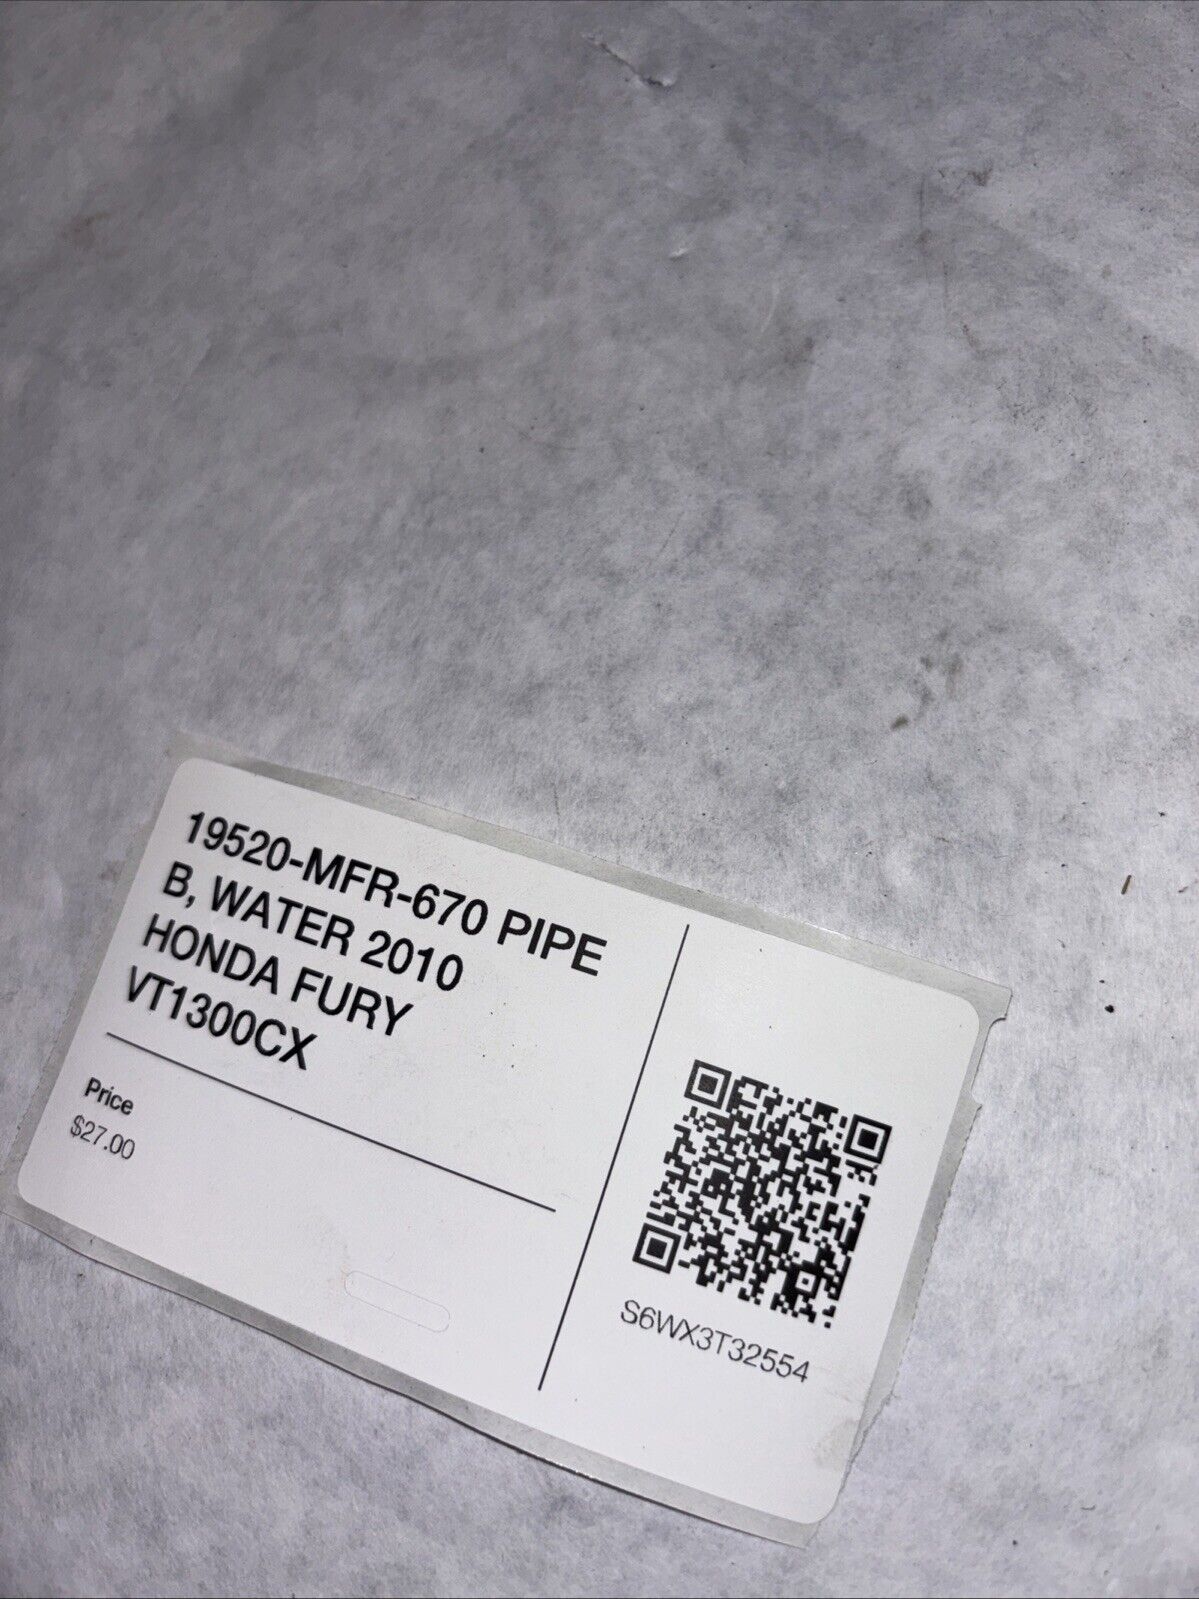 19520-MFR-670 PIPE
B, WATER 2010
HONDA FURY
VT1300CX
Price
$27.00
S6WX3T32554